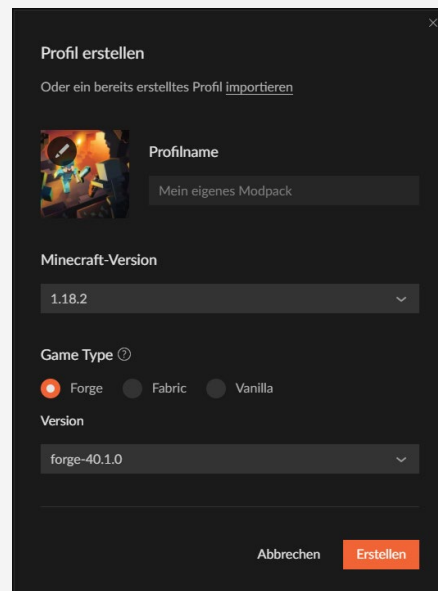 Profil erstellen
Oder ein bereits erstelltes Profil importieren
Profilname
Mein eigenes Modpack
Minecraft-Version
1.18.2
Game Type ?
Forge Fabric Vanilla
Version
forge-40.1.0
Abbrechen Erstellen